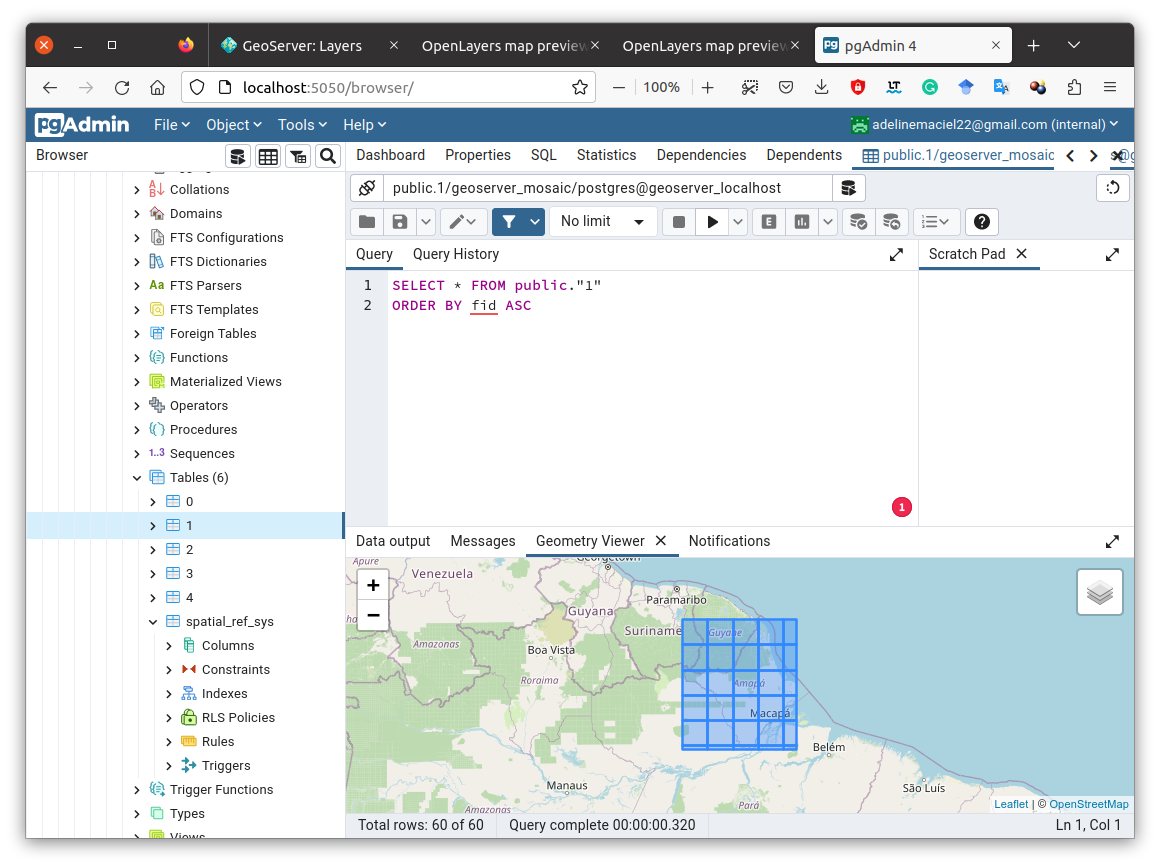 GeoServer: Layers
OpenLayers map preview
OpenLayers map preview
pgAdmin 4
localhost:5050/browser/
100%
LT
pgAdmin
File
Object
Tools
Help
adelinemaciel22@gmail.com (internal)
Browser
Dashboard
Properties
SQL
Statistics
Dependencies
Dependents
public.1/geoserver_mosaic
Collations
Domains
FTS Configurations
FTS Dictionaries
Aa FTS Parsers
FTS Templates
Foreign Tables
Functions
Materialized Views
Operators
Procedures
1..3 Sequences
Tables (6)
0
1
2
3
4
spatial_ref_sys
Columns
Constraints
Indexes
RLS Policies
Rules
Triggers
Trigger Functions
Types
Views
public.1/geoserver_mosaic/postgres@geoserver_localhost
No limit
E
Query
Query History
Scratch Pad
1 SELECT * FROM public."1"
2 ORDER BY fid ASC
1
Data output
Messages
Geometry Viewer
Notifications
+
−
Apure
Venezuela
Georgetown
Paramaribo
Guyana
Suriname
Guyane
Amazonas
Boa Vista
Roraima
Amapá
Macapá
Belém
Manaus
São Luís
Amazonas
Pará
Leaflet | © OpenStreetMap
Total rows: 60 of 60
Query complete 00:00:00.320
Ln 1, Col 1